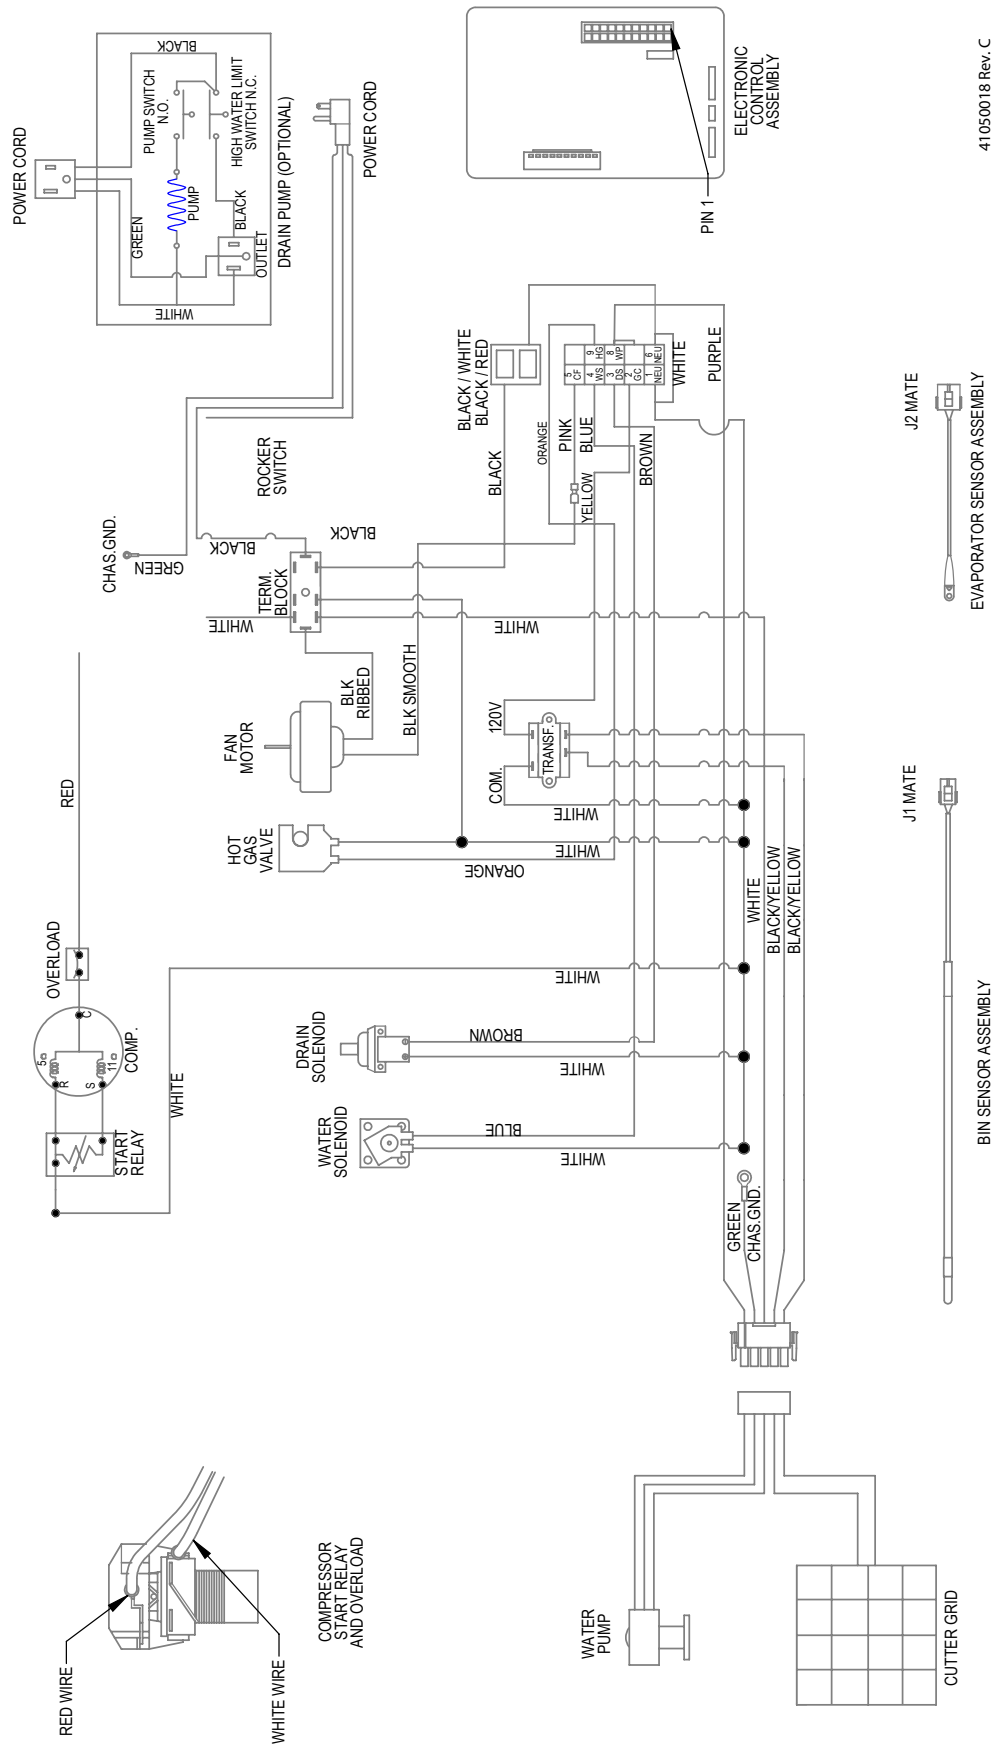 POWER CORD
BLACK
PUMP SWITCH
N.O.
HIGH WATER LIMIT
SWITCH N.C.
PUMP
GREEN
BLACK
OUTLET
WHITE
DRAIN PUMP (OPTIONAL)
POWER CORD
ELECTRONIC
CONTROL
ASSEMBLY
PIN 1
41050018 Rev. C
CHAS.GND.
GREEN
BLACK
ROCKER
SWITCH
BLACK
TERM.
BLOCK
WHITE
WHITE
BLACK / WHITE
BLACK / RED
BLACK
ORANGE
PINK
BLUE
YELLOW
BROWN
5
CF
9
HG
4
WS
8
WP
3
DS
2
GC
6
NEU
1
NEU
WHITE
PURPLE
RED
FAN
MOTOR
BLK
RIBBED
BLK SMOOTH
120V
COM.
TRANSF.
WHITE
HOT
GAS
VALVE
WHITE
ORANGE
J2 MATE
EVAPORATOR SENSOR ASSEMBLY
OVERLOAD
C
5
11
R
S
COMP.
START
RELAY
WHITE
WHITE
DRAIN
SOLENOID
BROWN
WHITE
WATER
SOLENOID
BLUE
WHITE
WHITE
BLACK/YELLOW
BLACK/YELLOW
GREEN
CHAS.GND.
J1 MATE
BIN SENSOR ASSEMBLY
RED WIRE
WHITE WIRE
COMPRESSOR
START RELAY
AND OVERLOAD
WATER
PUMP
CUTTER GRID